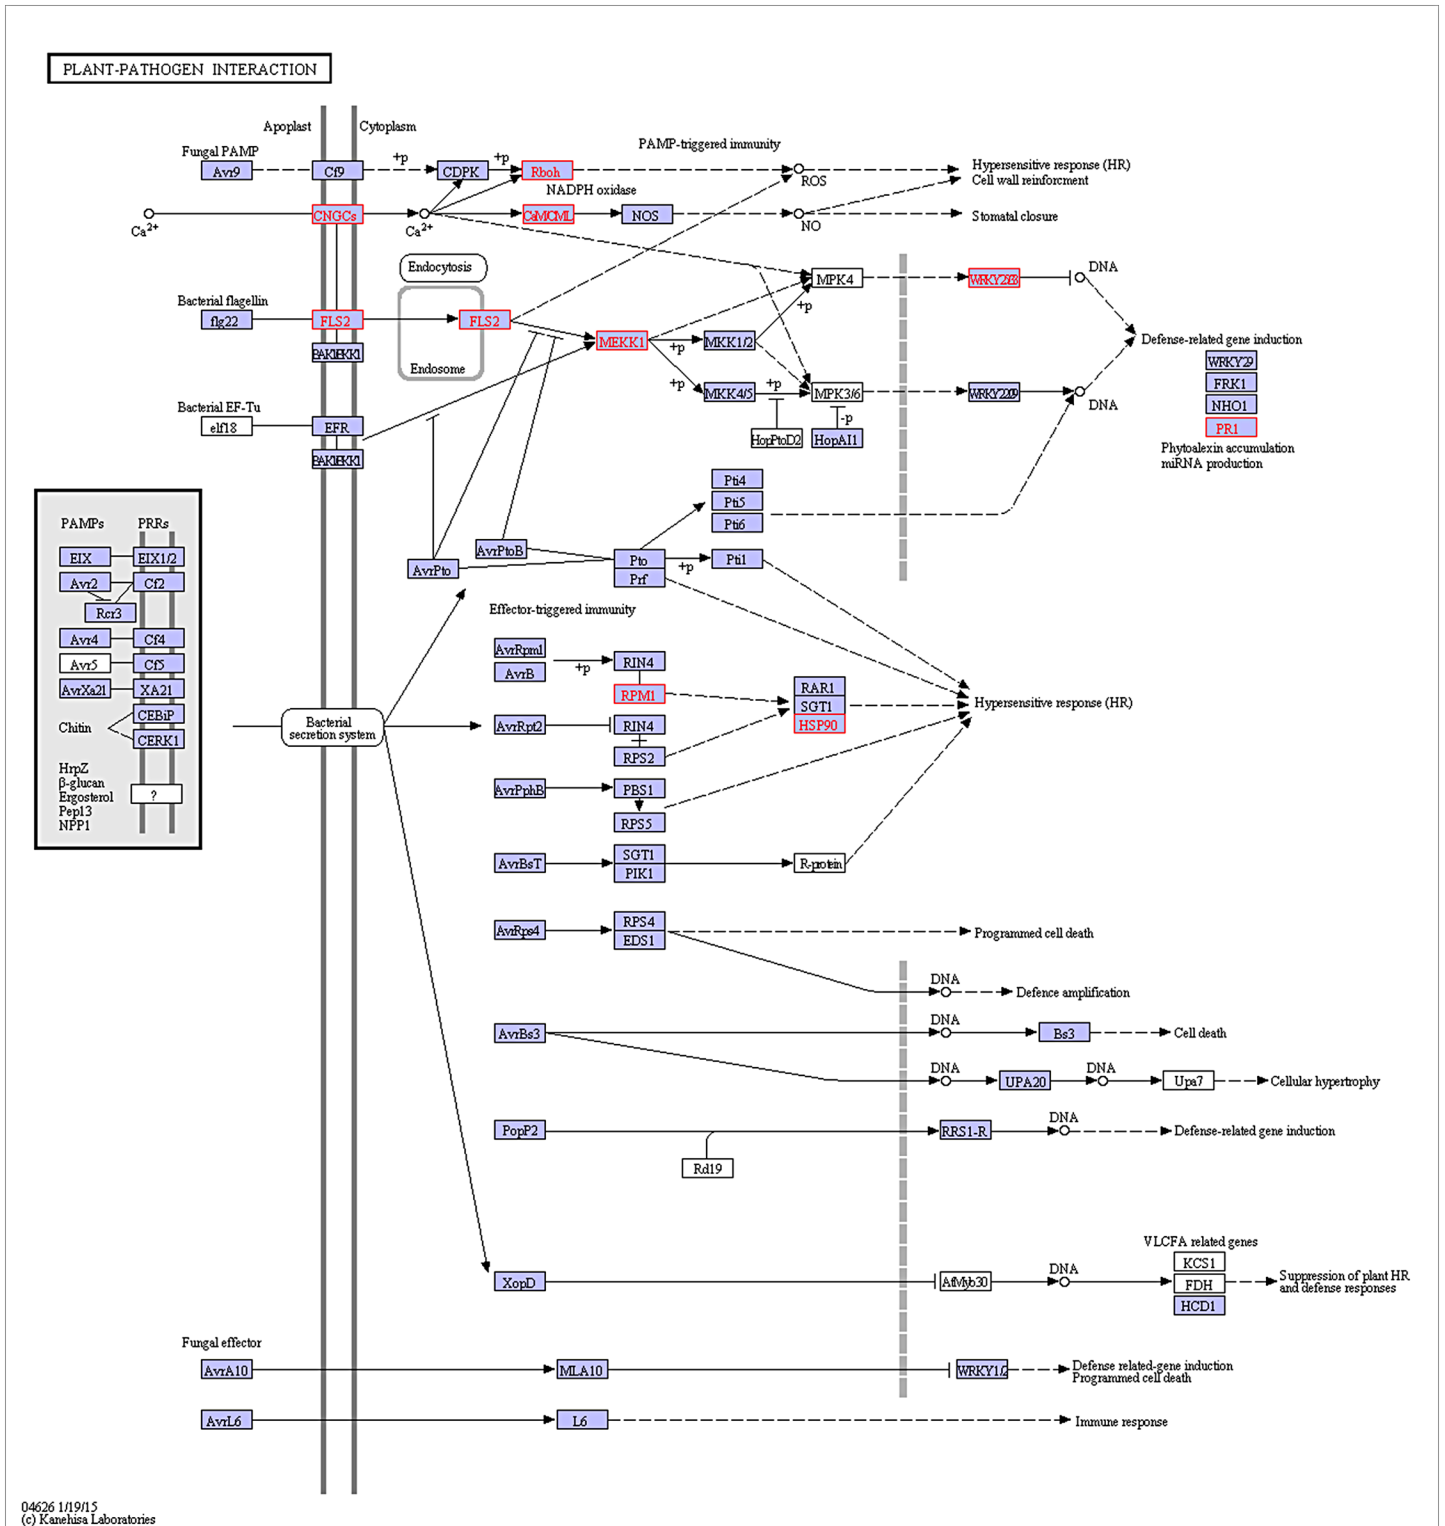 PLANT-PATHOGEN INTERACTION
Apoplast
Cytoplasm
Fungal PAMP
Avr9
Cf9
+p
CDPK
+p
Rboh
PAMP-triggered immunity
ROS
Hypersensitive response (HR)
Cell wall reinforcment
NADPH oxidase
Ca2+
CNGCs
Ca2+
CaM/CML
NOS
NO
Stomatal closure
Endocytosis
MPK4
DNA
Bacterial flagellin
flg22
FLS2
FLS2
MEKK1
+p
+p
MKK1/2
Defense-related gene induction
WRKY29
FRK1
NHO1
PR1
Phytoalexin accumulation
miRNA production
Endosome
+p
MKK4/5
+p
MPK3/6
DNA
Bacterial EF-Tu
elf18
EFR
-p
HopPtoD2
HopAI1
Pti4
Pti5
Pti6
PAMPs
PRRs
EIX
EIX1/2
Avr2
Cf2
Rcr3
Avr4
Cf4
Avr5
Cf5
AvrXa21
XA21
Chitin
CEBiP
CERK1
HrpZ
β-glucan
Ergosterol
Pep13
NPP1
?
AvrPto
AvrPtoB
Pto
Prf
+p
Pti1
Effector-triggered immunity
AvrRpm1
AvrB
+p
RIN4
RPM1
RAR1
SGT1
HSP90
Hypersensitive response (HR)
Bacterial
secretion system
AvrRpt2
RIN4
RPS2
AvrPphB
PBS1
RPS5
AvrBsT
SGT1
PIK1
R-protein
AvrRps4
RPS4
EDS1
Programmed cell death
DNA
Defence amplification
AvrBs3
DNA
Bs3
Cell death
DNA
UPA20
DNA
Upa7
Cellular hypertrophy
PopP2
RRS1-R
DNA
Defense-related gene induction
Rd19
VLCFA related genes
XopD
AtMyb30
DNA
KCS1
FDH
HCD1
Suppression of plant HR
and defense responses
Fungal effector
AvrA10
MLA10
WRKY1/2
Defense related-gene induction
Programmed cell death
AvrL6
L6
Immune response
04626 1/19/15
(c) Kanehisa Laboratories